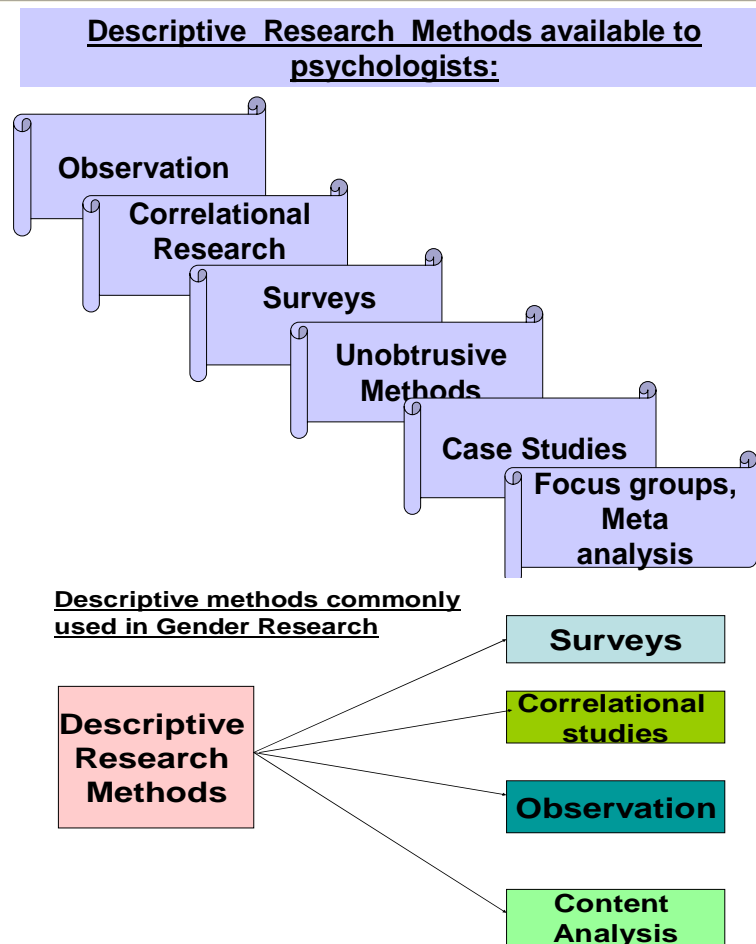 Descriptive Research Methods available to
psychologists:
Observation
Correlational
Research
Surveys
Unobtrusive
Methods
Case Studies
Focus groups,
Meta
analysis
Descriptive methods commonly
used in Gender Research
Descriptive
Research
Methods
Surveys
Correlational
studies
Observation
Content
Analysis